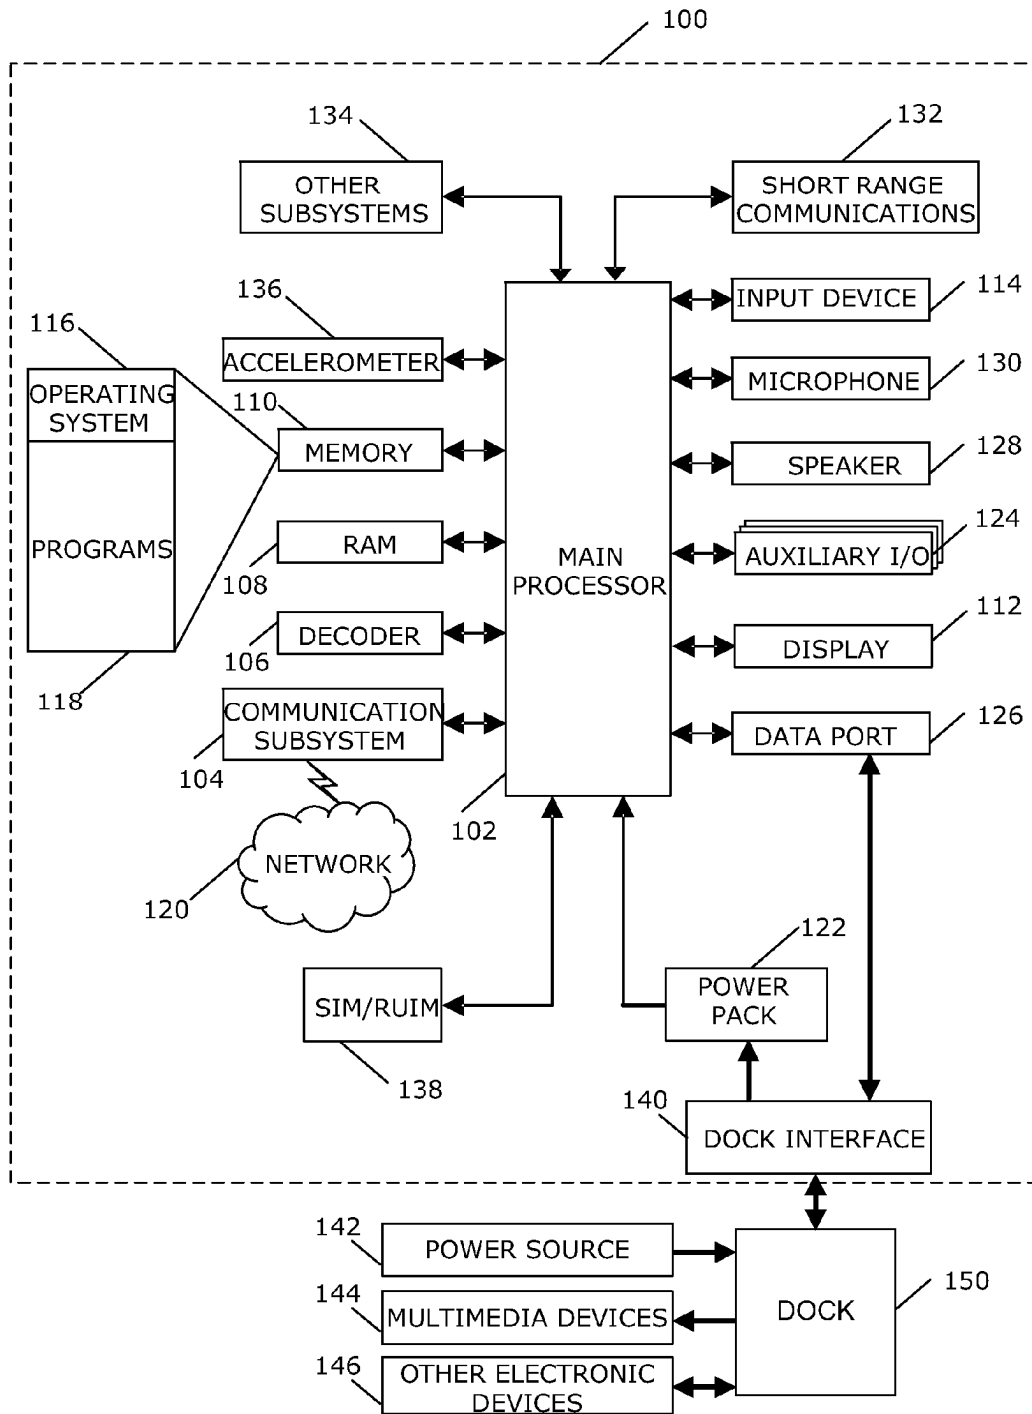 100
134
132
OTHER
SUBSYSTEMS
SHORT RANGE
COMMUNICATIONS
136
INPUT DEVICE
114
116
ACCELEROMETER
MICROPHONE
130
OPERATING
SYSTEM
110
MEMORY
SPEAKER
128
PROGRAMS
RAM
108
MAIN
PROCESSOR
AUXILIARY I/O
124
DECODER
106
DISPLAY
112
118
COMMUNICATION
SUBSYSTEM
104
DATA PORT
126
102
NETWORK
120
122
SIM/RUIM
138
POWER
PACK
140
DOCK INTERFACE
142
POWER SOURCE
144
MULTIMEDIA DEVICES
DOCK
150
146
OTHER ELECTRONIC
DEVICES